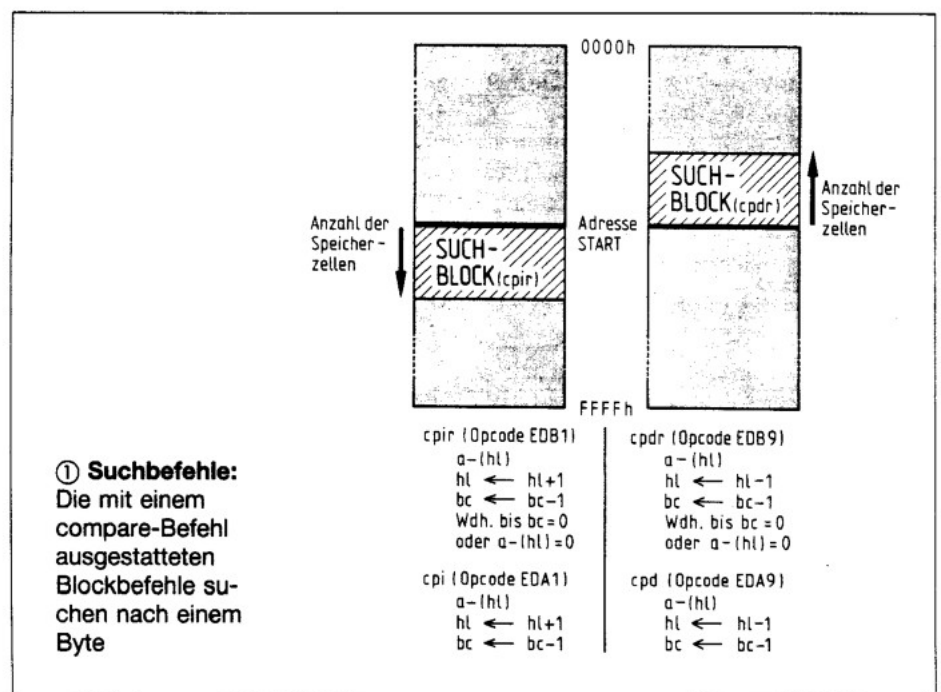 0000h
SUCH-
BLOCK(cpdr)
Anzahl der
Speicher-
zellen
Anzahl der
Speicher-
zellen
Adresse
START
SUCH-
BLOCK(cpir)
FFFFh
cpir (Opcode EDB1)
a-(hl)
hl ← hl+1
bc ← bc-1
Wdh. bis bc=0
oder a-(hl)=0
cpi (Opcode EDA1)
a-(hl)
hl ← hl+1
bc ← bc-1
cpdr (Opcode EDB9)
a-(hl)
hl ← hl-1
bc ← bc-1
Wdh. bis bc=0
oder a-(hl)=0
cpd (Opcode EDA9)
a-(hl)
hl ← hl-1
bc ← bc-1
① Suchbefehle:
Die mit einem
compare-Befehl
ausgestatteten
Blockbefehle su-
chen nach einem
Byte